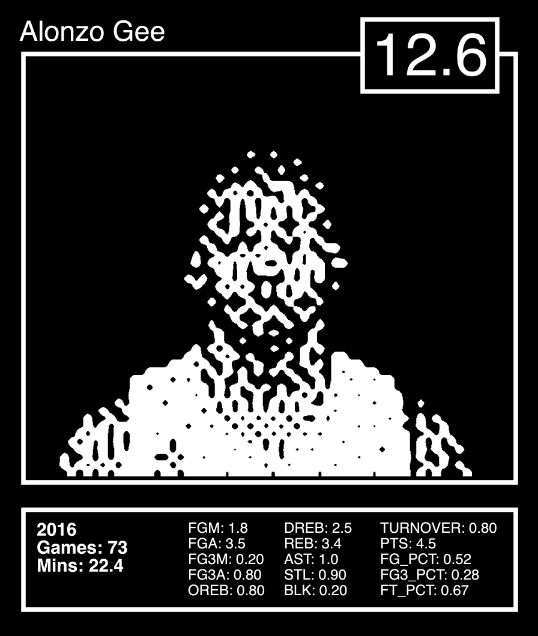 Alonzo Gee
12.6
2016
Games: 73
Mins: 22.4
FGM: 1.8
FGA: 3.5
FG3M: 0.20
FG3A: 0.80
OREB: 0.80
DREB: 2.5
REB: 3.4
AST: 1.0
STL: 0.90
BLK: 0.20
TURNOVER: 0.80
PTS: 4.5
FG_PCT: 0.52
FG3_PCT: 0.28
FT_PCT: 0.67